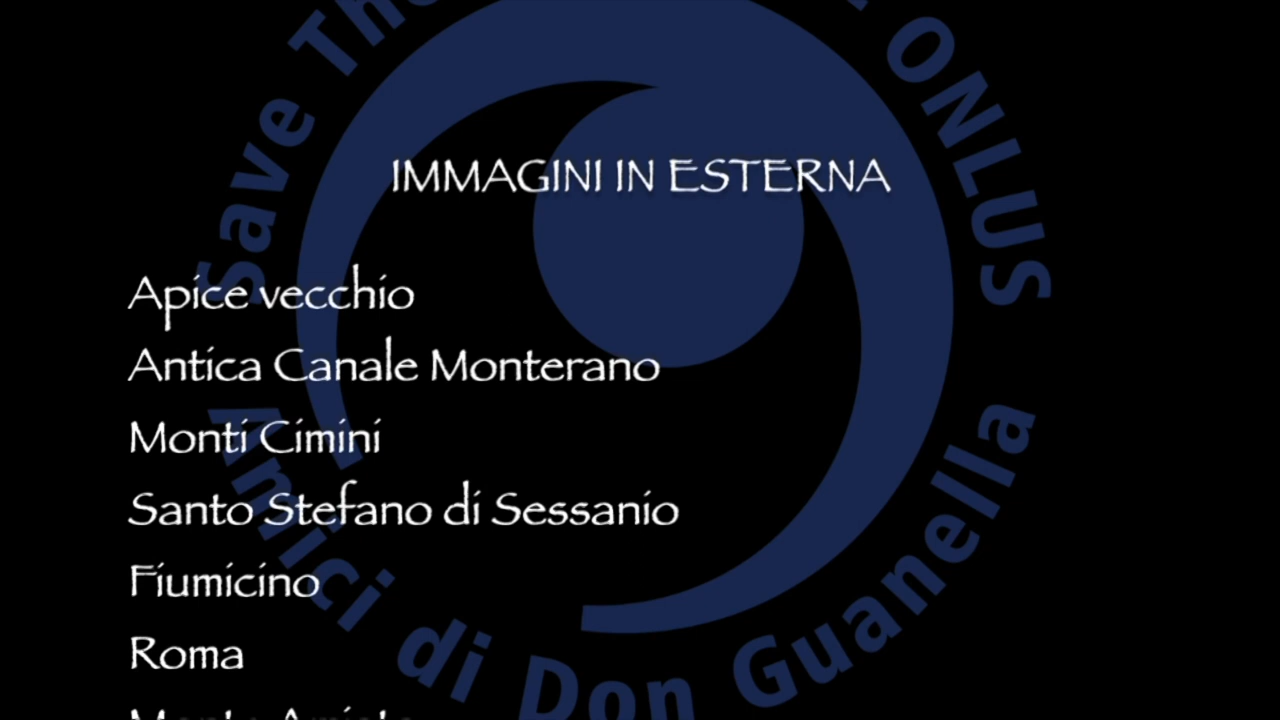 Save The
ONLUS
IMMAGINI IN ESTERNA
Apice vecchio
Antica Canale Monterano
Monti Cimini
Santo Stefano di Sessanio
Fiumicino
Roma
Amici di Don Guanella